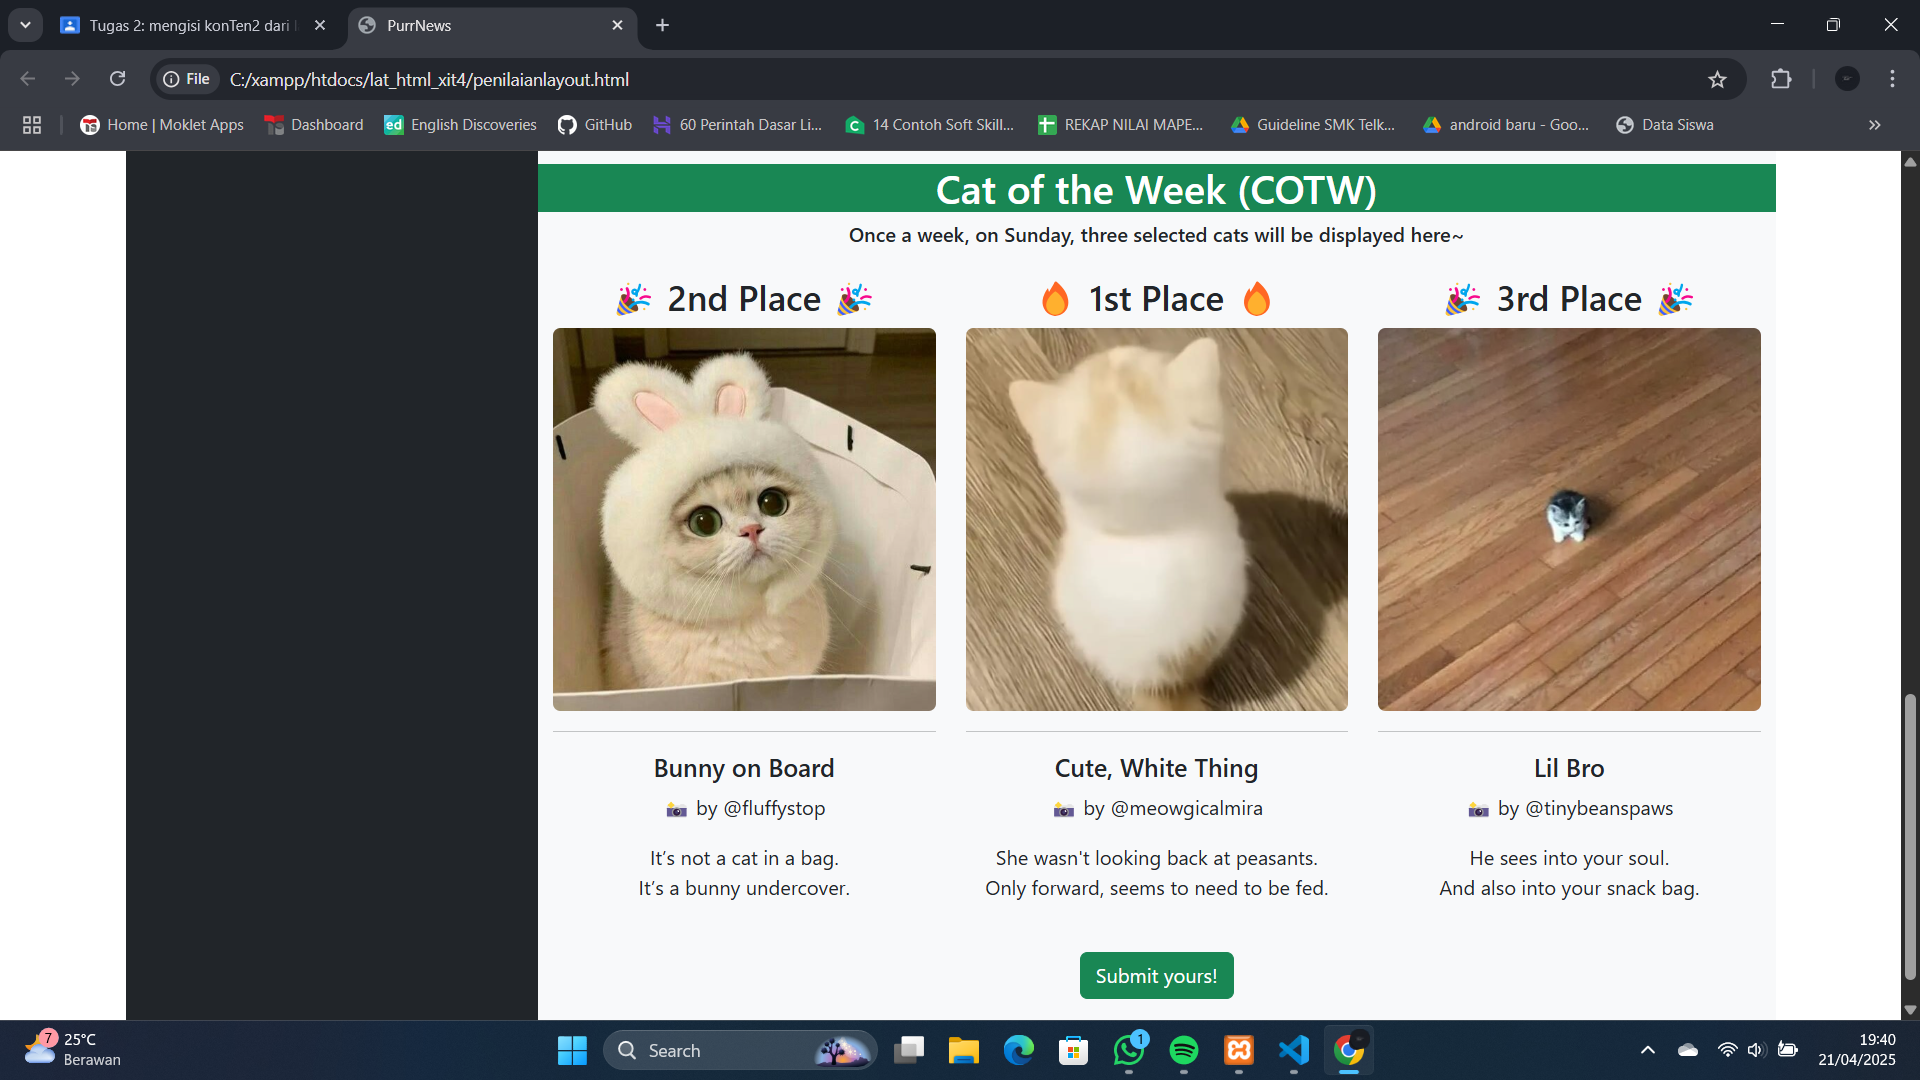 Tugas 2: mengisi konTen2 dari
PurrNews
File
C:/xampp/htdocs/lat_html_xit4/penilaianlayout.html
Home | Moklet Apps
Dashboard
English Discoveries
GitHub
60 Perintah Dasar Li...
14 Contoh Soft Skill...
REKAP NILAI MAPE...
Guideline SMK Telk...
android baru - Goo...
Data Siswa
Cat of the Week (COTW)
Once a week, on Sunday, three selected cats will be displayed here~
🎉 2nd Place 🎉
🔥 1st Place 🔥
🎉 3rd Place 🎉
Bunny on Board
📸 by @fluffystop
It’s not a cat in a bag.
It’s a bunny undercover.
Cute, White Thing
📸 by @meowgicalmira
She wasn't looking back at peasants.
Only forward, seems to need to be fed.
Lil Bro
📸 by @tinybeanspaws
He sees into your soul.
And also into your snack bag.
Submit yours!
7
25°C
Berawan
Search
1
19:40
21/04/2025